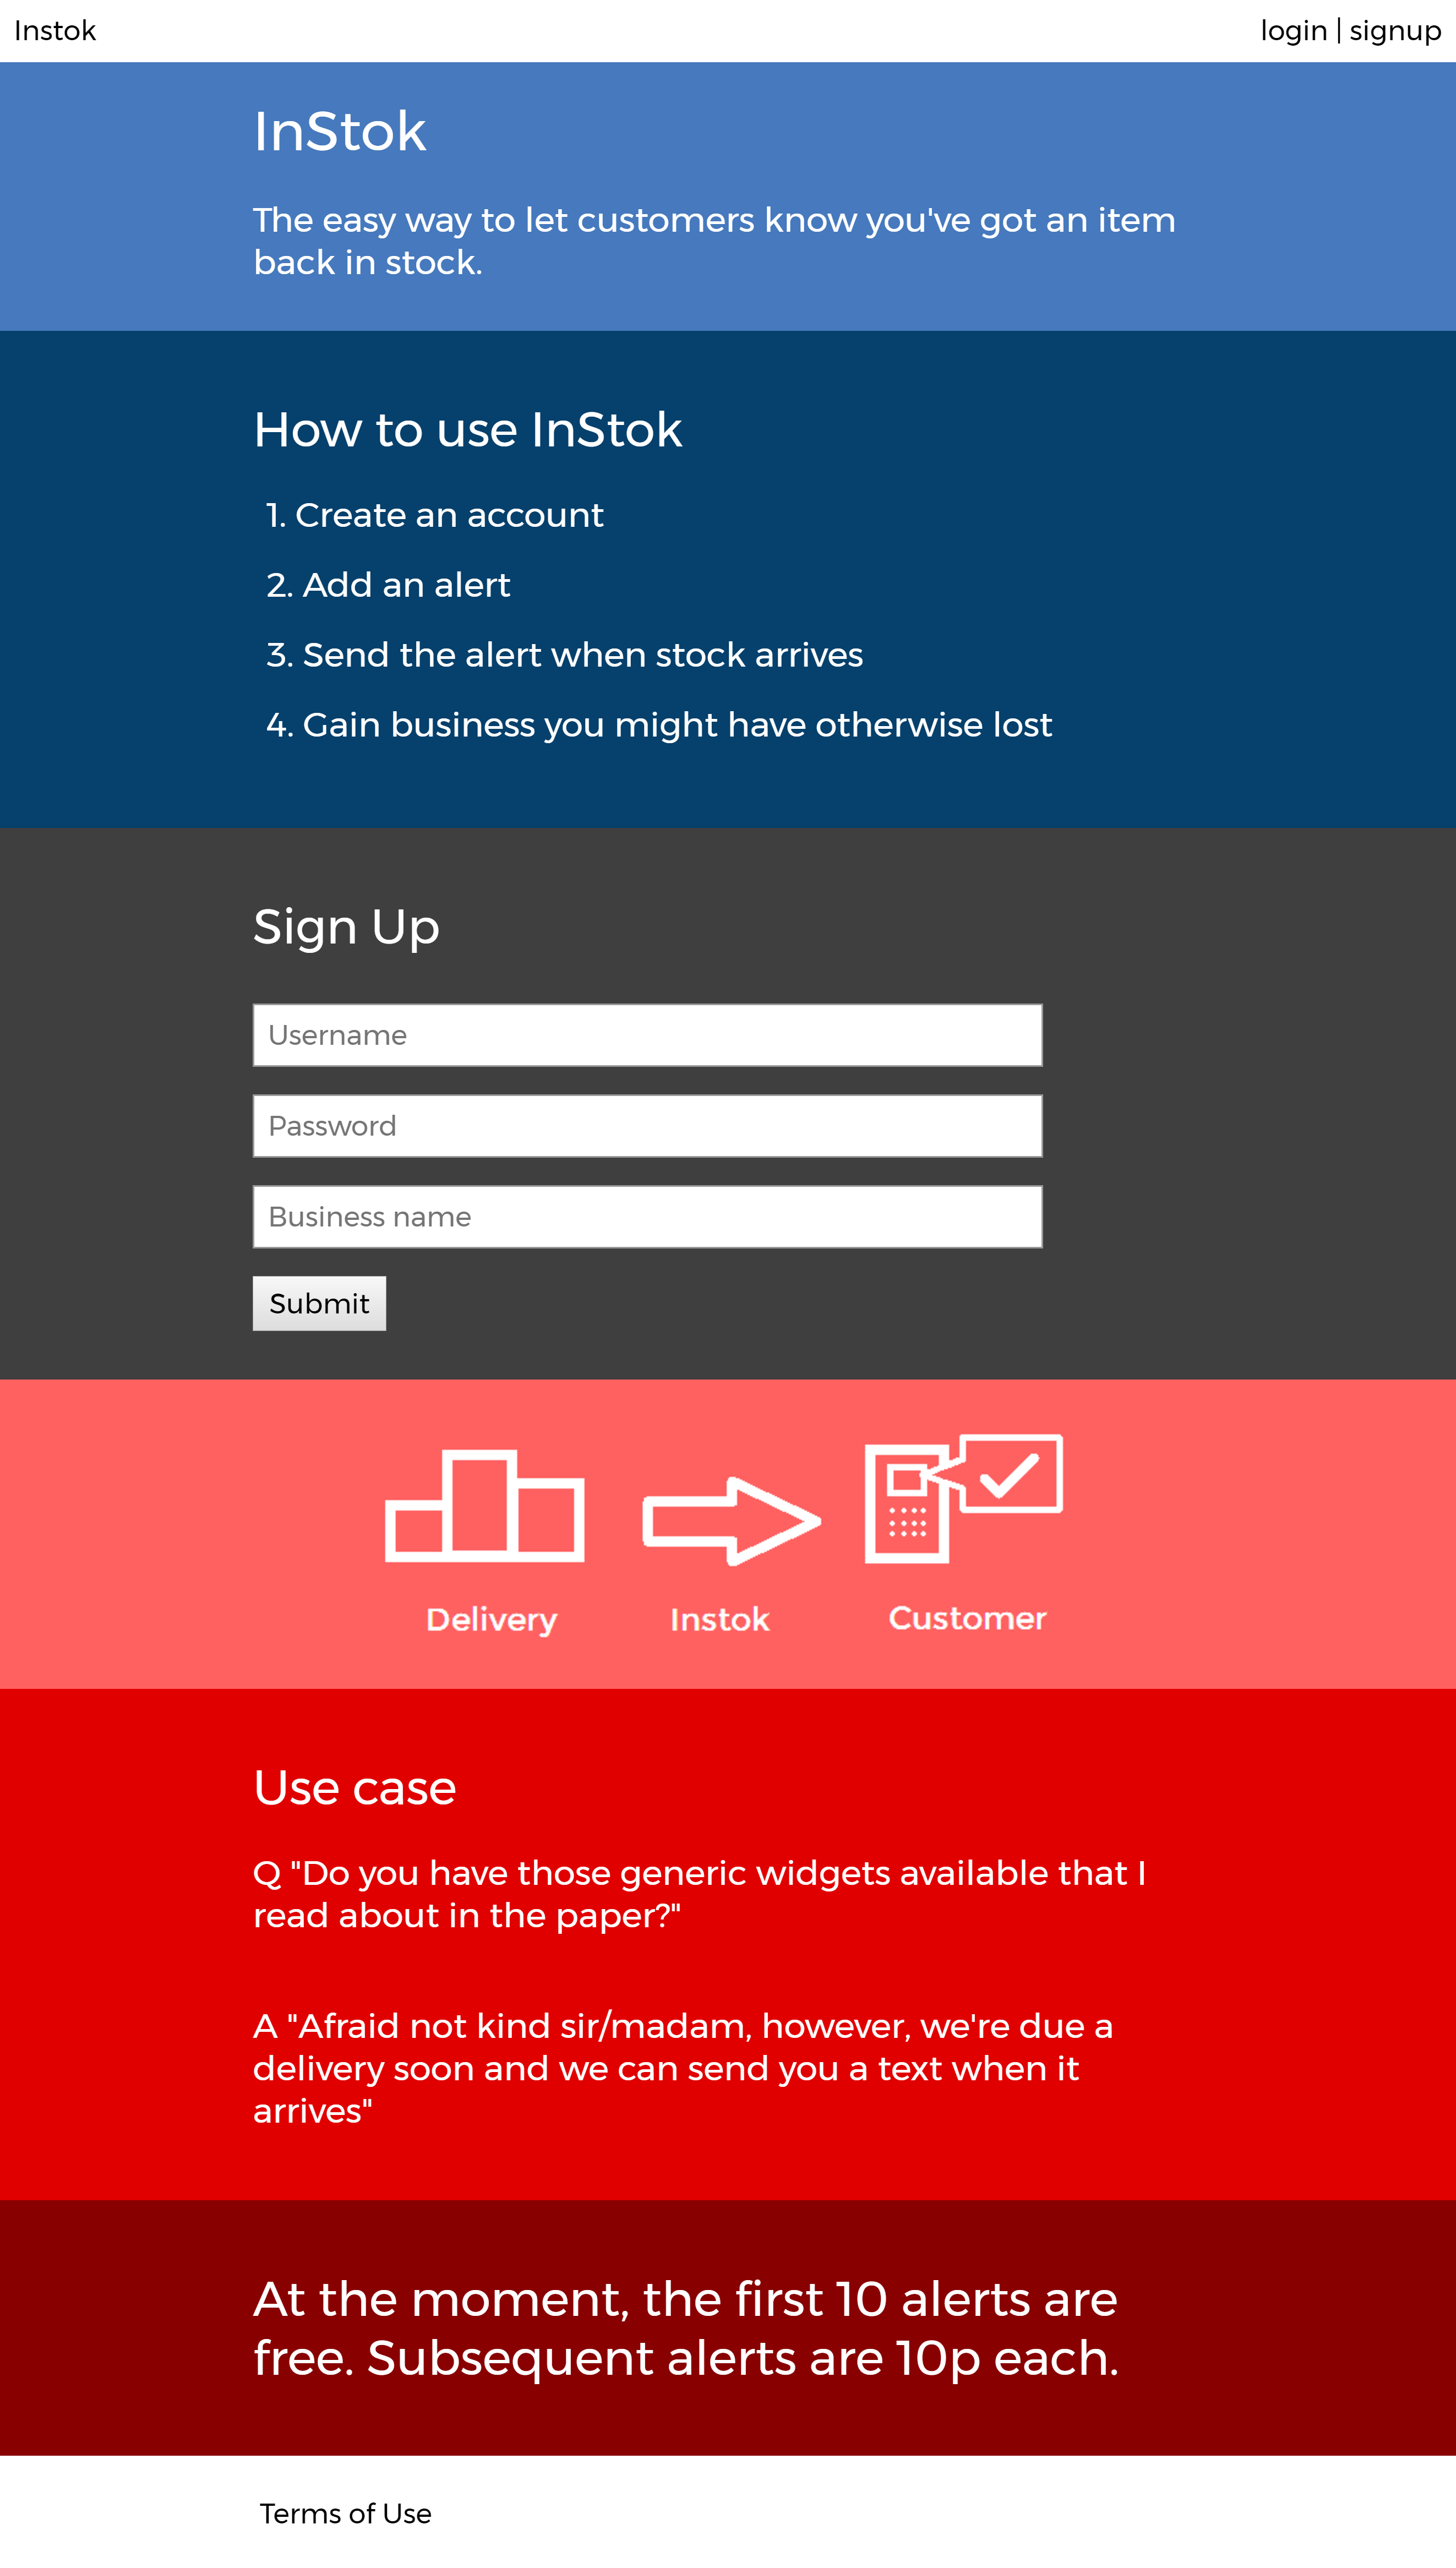 Instok
login | signup
InStok
The easy way to let customers know you've got an item
back in stock.
How to use InStok
1. Create an account
2. Add an alert
3. Send the alert when stock arrives
4. Gain business you might have otherwise lost
Sign Up
Username
Password
Business name
Submit
Delivery
Instok
Customer
Use case
Q "Do you have those generic widgets available that I
read about in the paper?"
A "Afraid not kind sir/madam, however, we're due a
delivery soon and we can send you a text when it
arrives"
At the moment, the first 10 alerts are
free. Subsequent alerts are 10p each.
Terms of Use